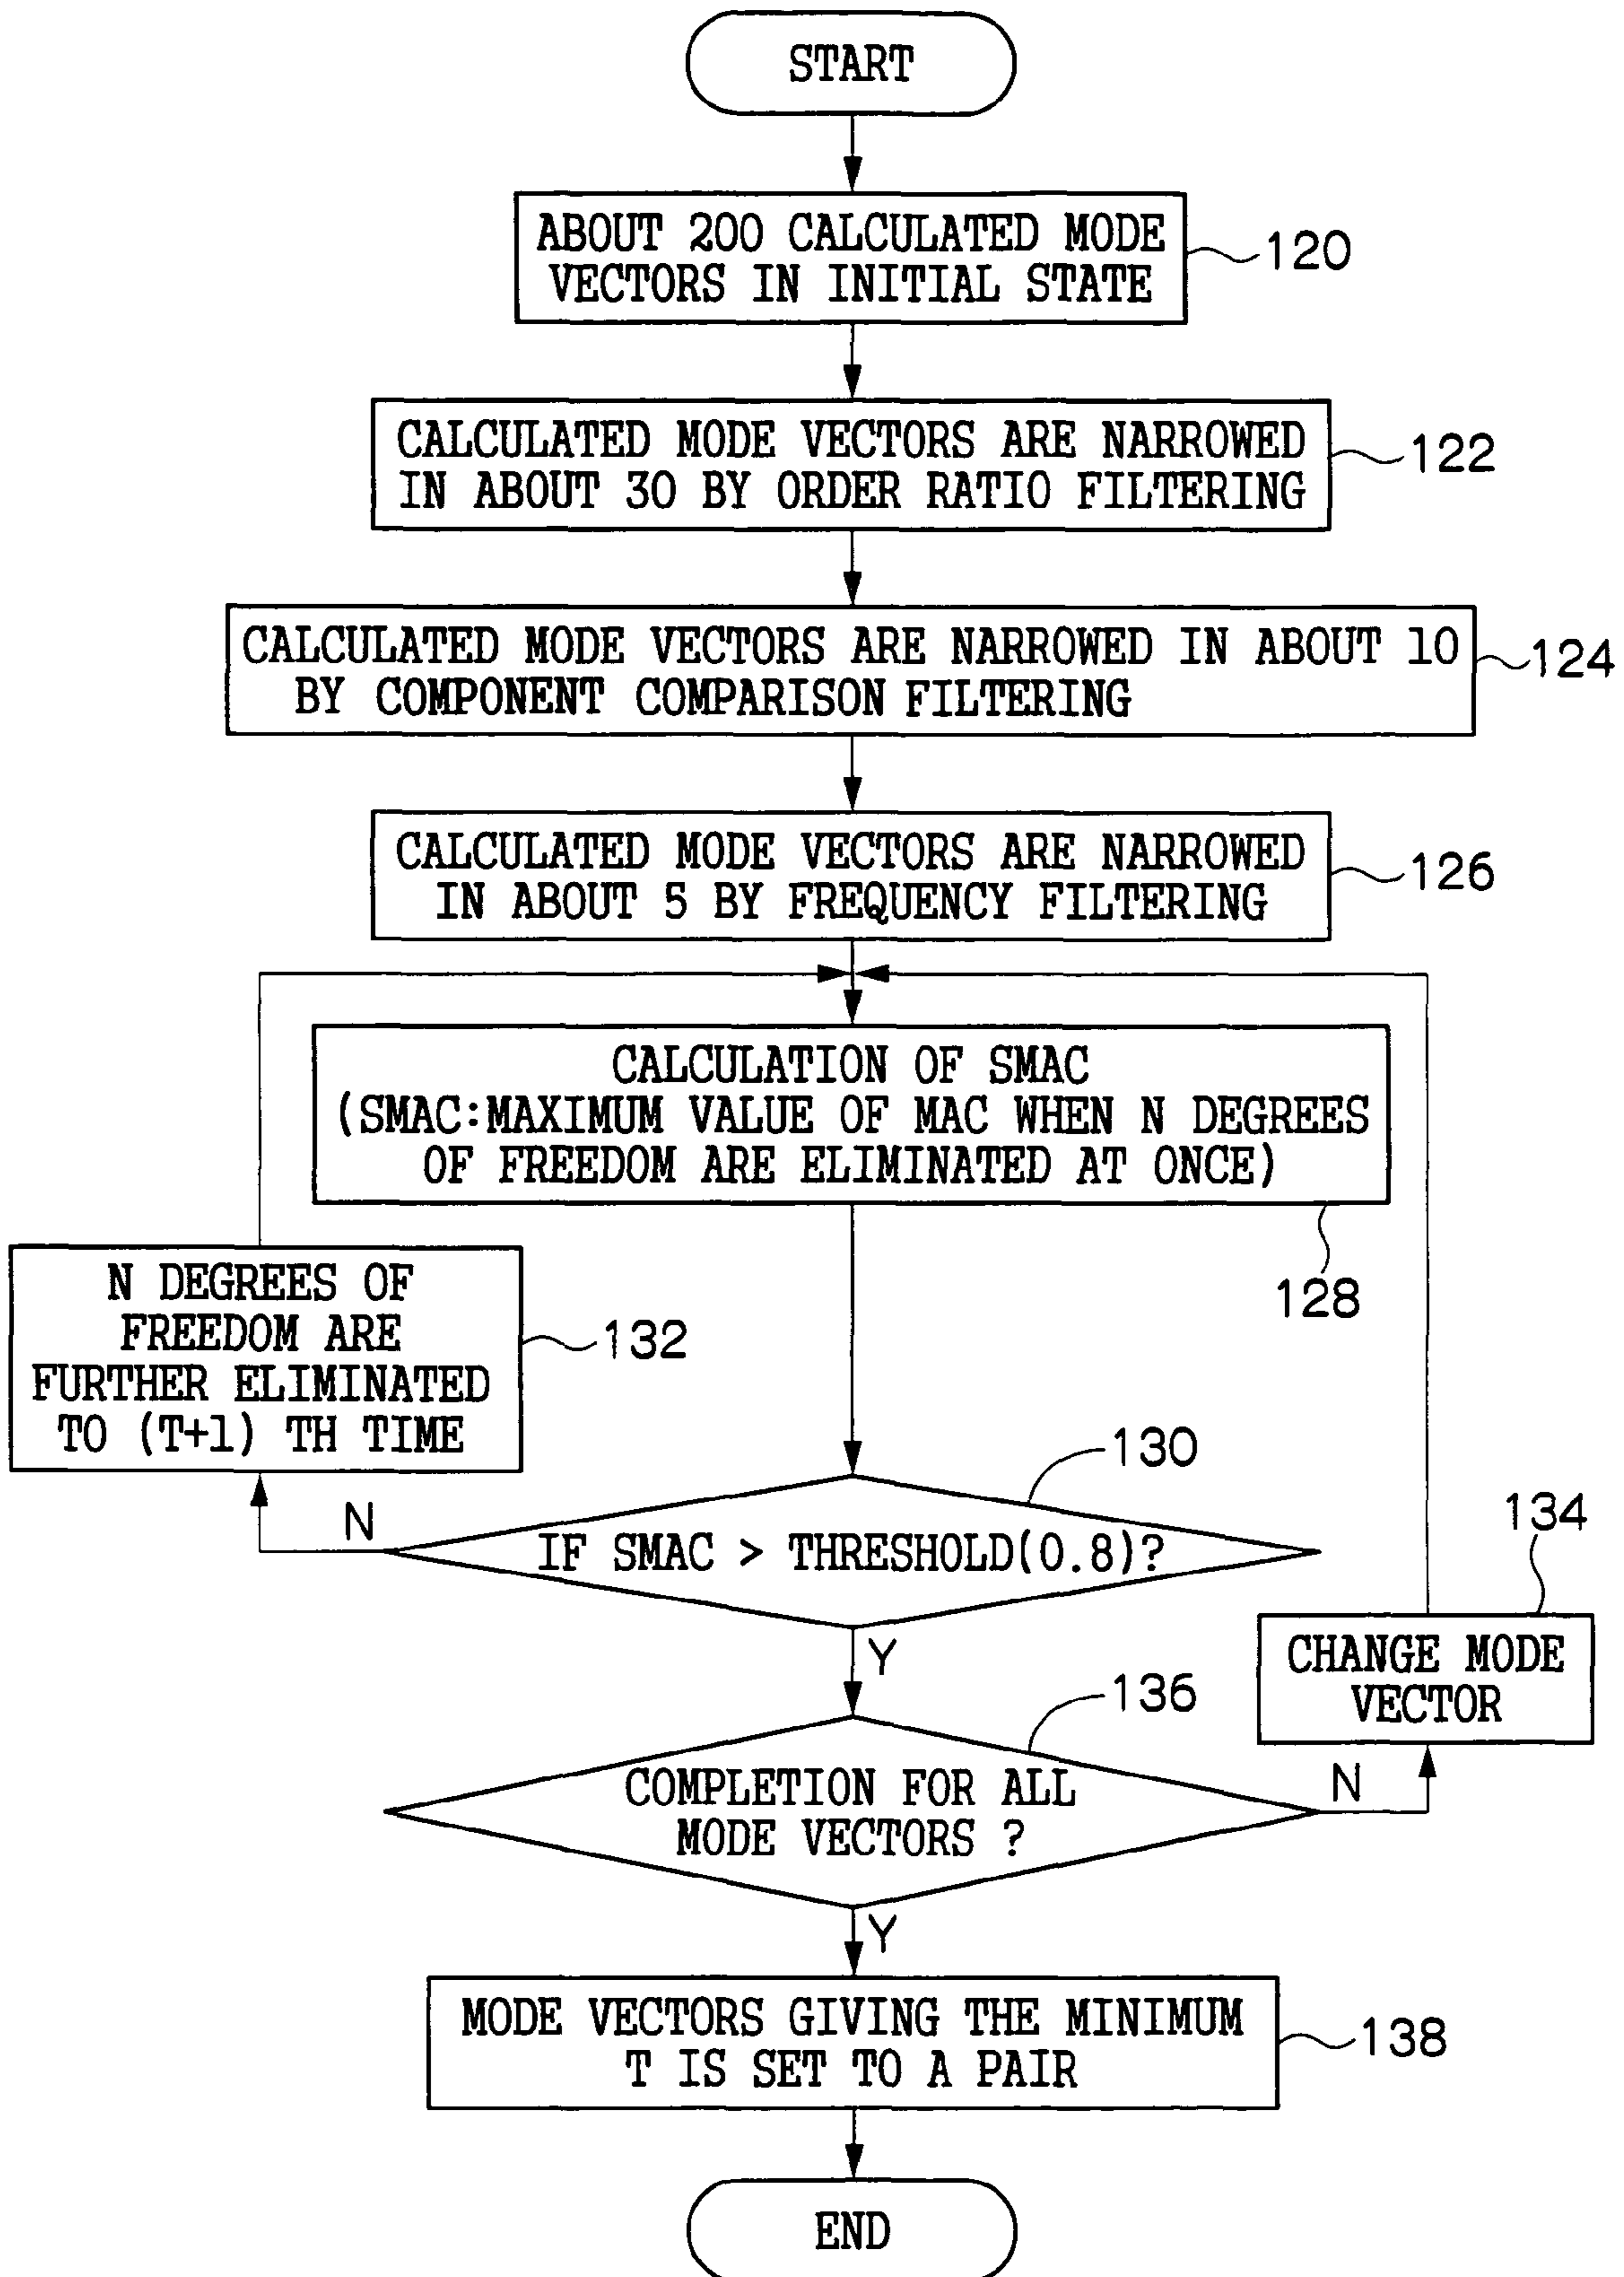 START
ABOUT 200 CALCULATED MODE
VECTORS IN INITIAL STATE
120
CALCULATED MODE VECTORS ARE NARROWED
IN ABOUT 30 BY ORDER RATIO FILTERING
122
CALCULATED MODE VECTORS ARE NARROWED IN ABOUT 10
BY COMPONENT COMPARISON FILTERING
124
CALCULATED MODE VECTORS ARE NARROWED
IN ABOUT 5 BY FREQUENCY FILTERING
126
CALCULATION OF SMAC
(SMAC:MAXIMUM VALUE OF MAC WHEN N DEGREES
OF FREEDOM ARE ELIMINATED AT ONCE)
128
N DEGREES OF
FREEDOM ARE
FURTHER ELIMINATED
TO (T+1) TH TIME
132
130
N
IF SMAC > THRESHOLD(0.8)?
Y
134
CHANGE MODE
VECTOR
136
COMPLETION FOR ALL
MODE VECTORS ?
N
Y
MODE VECTORS GIVING THE MINIMUM
T IS SET TO A PAIR
138
END